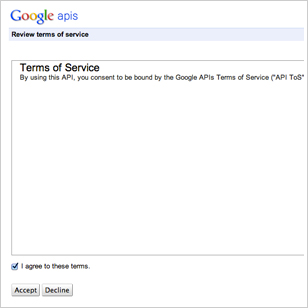 Google apis
Review terms of service
Terms of Service
By using this API, you consent to be bound by the Google APIs Terms of Service ("API ToS"
I agree to these terms.
Accept Decline